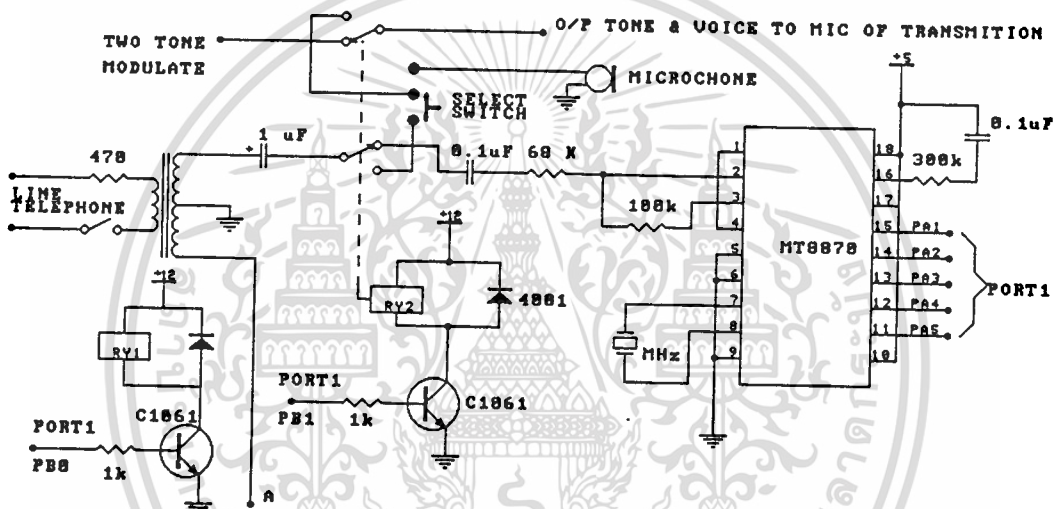 O/P TONE & VOICE TO MIC OF TRANSMITION
TWO TONE
MODULATE
MICROCHONE
SELECT
SWITCH
+5
0.1uF
1 uF
+
470
LINE
TELEPHONE
0.1uF 68 K
100k
300k
MT8870
1
2
3
4
5
6
7
8
9
18
16
17
15 PA1
14 PA2
13 PA3
12 PA4
11 PA5
10
PORT1
MHz
+12
RY1
C1061
PORT1
PB0
1k
A
+12
RY2
4001
PORT1
PB1
1k
C1061